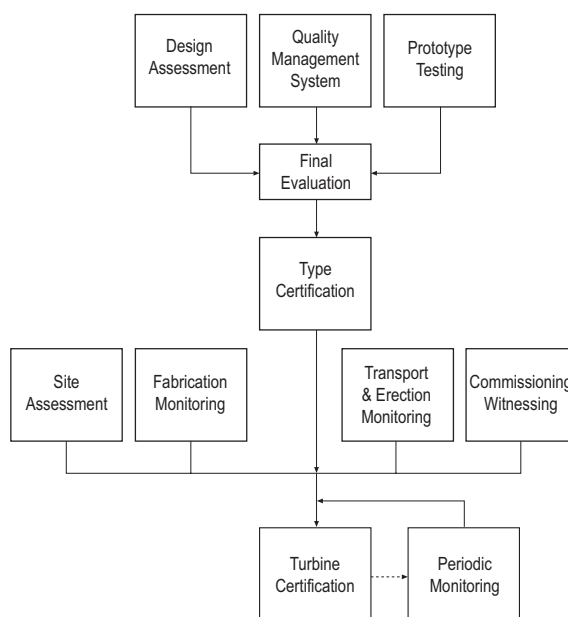 Design
Assessment
Quality
Management
System
Prototype
Testing
Final
Evaluation
Type
Certification
Site
Assessment
Fabrication
Monitoring
Transport
& Erection
Monitoring
Commissioning
Witnessing
Turbine
Certification
Periodic
Monitoring